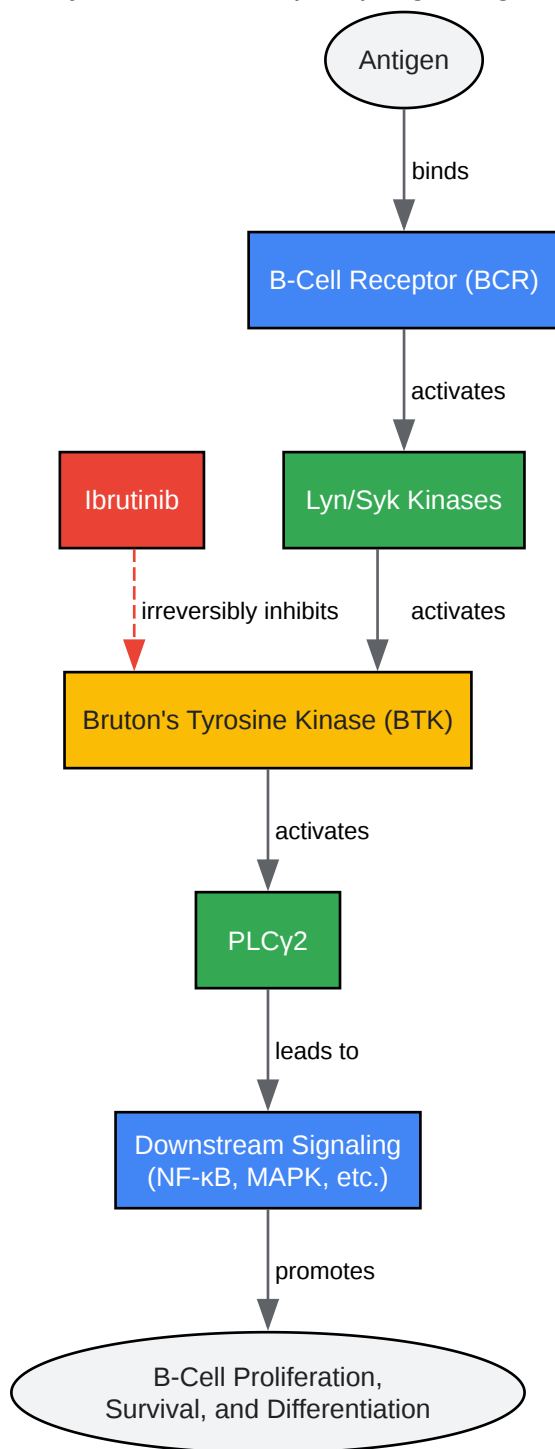 Antigen
binds
B-Cell Receptor (BCR)
activates
Ibrutinib
Lyn/Syk Kinases
irreversibly inhibits
activates
Bruton's Tyrosine Kinase (BTK)
activates
PLCγ2
leads to
Downstream Signaling
(NF-κB, MAPK, etc.)
promotes
B-Cell Proliferation,
Survival, and Differentiation